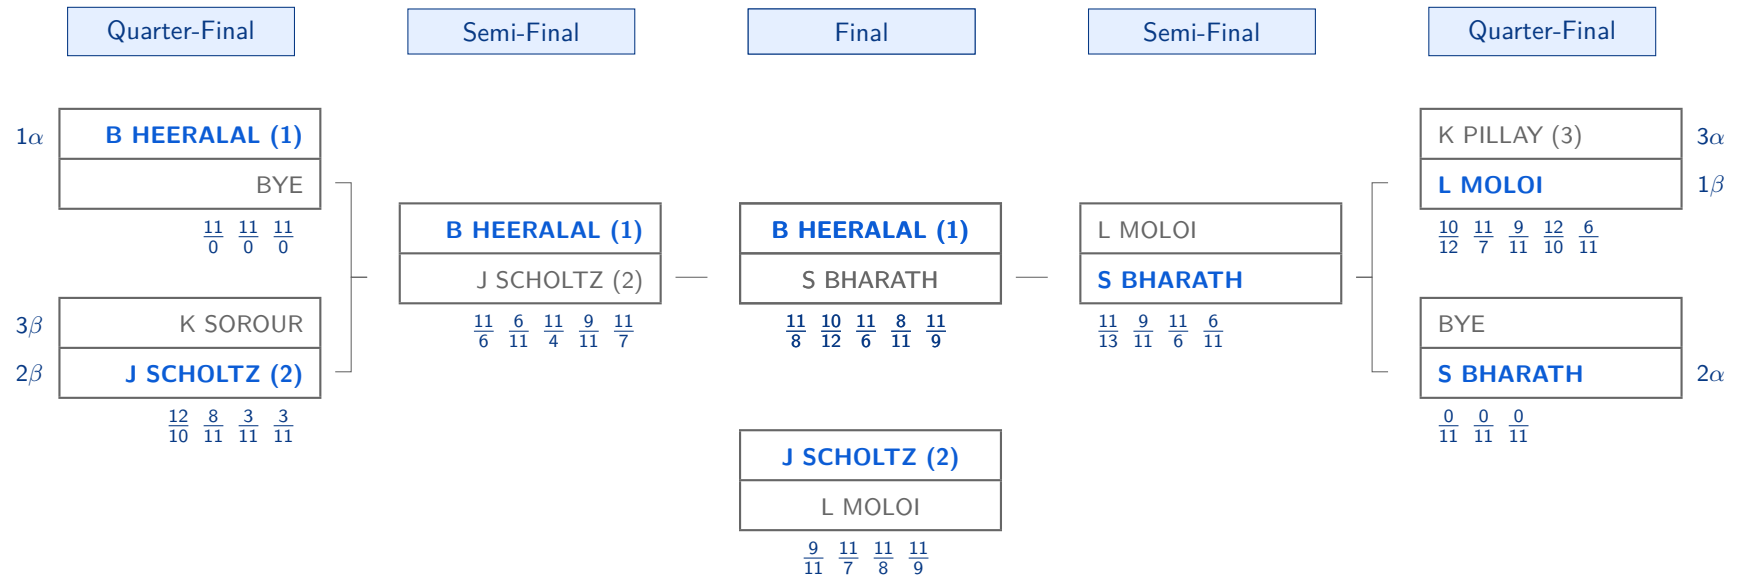 Quarter-Final
Semi-Final
Final
Semi-Final
Quarter-Final
1α B HEERALAL (1)
BYE
11/0 11/0 11/0
3β K SOROUR
2β J SCHOLTZ (2)
12/10 8/11 3/11 3/11
B HEERALAL (1)
J SCHOLTZ (2)
11/6 6/11 11/4 9/11 11/7
B HEERALAL (1)
S BHARATH
11/8 10/12 11/6 8/11 11/9
J SCHOLTZ (2)
L MOLOI
9/11 11/7 11/8 11/9
L MOLOI
S BHARATH
11/13 9/11 11/6 6/11
K PILLAY (3) 3α
L MOLOI 1β
10/12 11/7 9/11 12/10 6/11
BYE
S BHARATH 2α
0/11 0/11 0/11